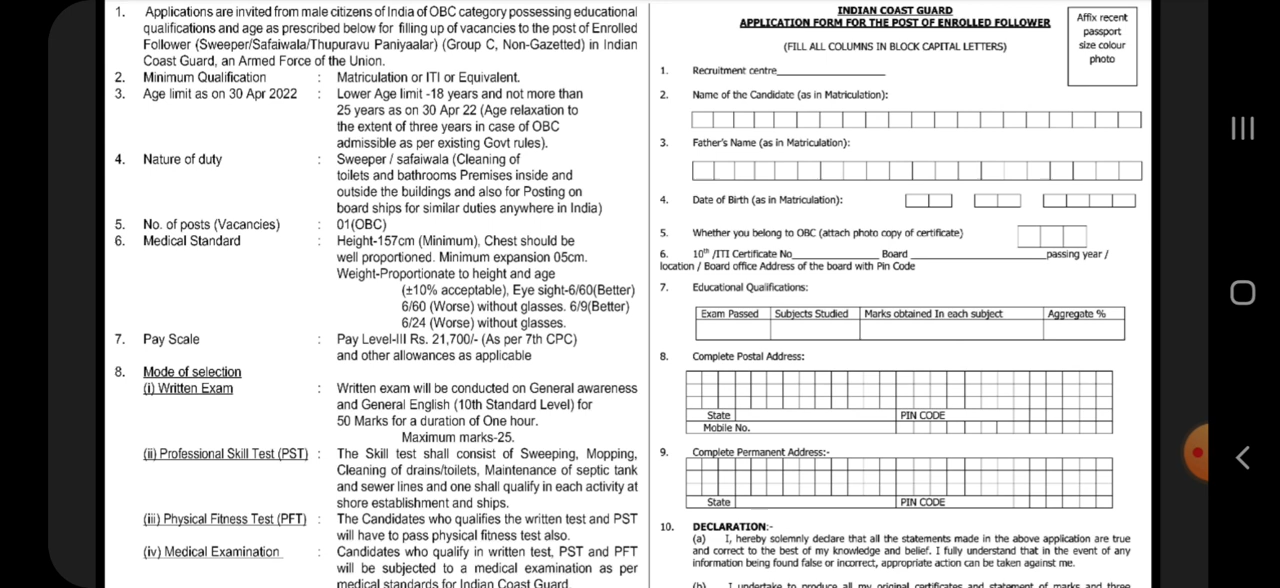 1. Applications are invited from male citizens of India of OBC category possessing educational
qualifications and age as prescribed below for filling up of vacancies to the post of Enrolled
Follower (Sweeper/Safaiwala/Thupuravu Paniyaalar) (Group C, Non-Gazetted) in Indian
Coast Guard, an Armed Force of the Union.
2. Minimum Qualification : Matriculation or ITI or Equivalent.
3. Age limit as on 30 Apr 2022 : Lower Age limit -18 years and not more than
25 years as on 30 Apr 22 (Age relaxation to
the extent of three years in case of OBC
admissible as per existing Govt rules).
4. Nature of duty : Sweeper / safaiwala (Cleaning of
toilets and bathrooms Premises inside and
outside the buildings and also for Posting on
board ships for similar duties anywhere in India)
5. No. of posts (Vacancies) : 01(OBC)
6. Medical Standard : Height-157cm (Minimum), Chest should be
well proportioned. Minimum expansion 05cm.
Weight-Proportionate to height and age
(±10% acceptable), Eye sight-6/60(Better)
6/60 (Worse) without glasses. 6/9(Better)
6/24 (Worse) without glasses.
7. Pay Scale : Pay Level-III Rs. 21,700/- (As per 7th CPC)
and other allowances as applicable
8. Mode of selection
(i) Written Exam : Written exam will be conducted on General awareness
and General English (10th Standard Level) for
50 Marks for a duration of One hour.
Maximum marks-25.
(ii) Professional Skill Test (PST) : The Skill test shall consist of Sweeping, Mopping,
Cleaning of drains/toilets, Maintenance of septic tank
and sewer lines and one shall qualify in each activity at
shore establishment and ships.
(iii) Physical Fitness Test (PFT) : The Candidates who qualifies the written test and PST
will have to pass physical fitness test also.
(iv) Medical Examination : Candidates who qualify in written test, PST and PFT
will be subjected to a medical examination as per
medical standards for Indian Coast Guard.
INDIAN COAST GUARD
APPLICATION FORM FOR THE POST OF ENROLLED FOLLOWER
(FILL ALL COLUMNS IN BLOCK CAPITAL LETTERS)
Affix recent
passport
size colour
photo
1. Recruitment centre
2. Name of the Candidate (as in Matriculation):
3. Father's Name (as in Matriculation):
4. Date of Birth (as in Matriculation):
5. Whether you belong to OBC (attach photo copy of certificate)
6. 10th /ITI Certificate No Board passing year /
location / Board office Address of the board with Pin Code
7. Educational Qualifications:
Exam Passed Subjects Studied Marks obtained In each subject Aggregate %
8. Complete Postal Address:
State PIN CODE
Mobile No.
9. Complete Permanent Address:-
State PIN CODE
10. DECLARATION:-
(a) I, hereby solemnly declare that all the statements made in the above application are true
and correct to the best of my knowledge and belief. I fully understand that in the event of any
information being found false or incorrect, appropriate action can be taken against me.
(b) I undertake to produce all my original certificates and statement of marks and three